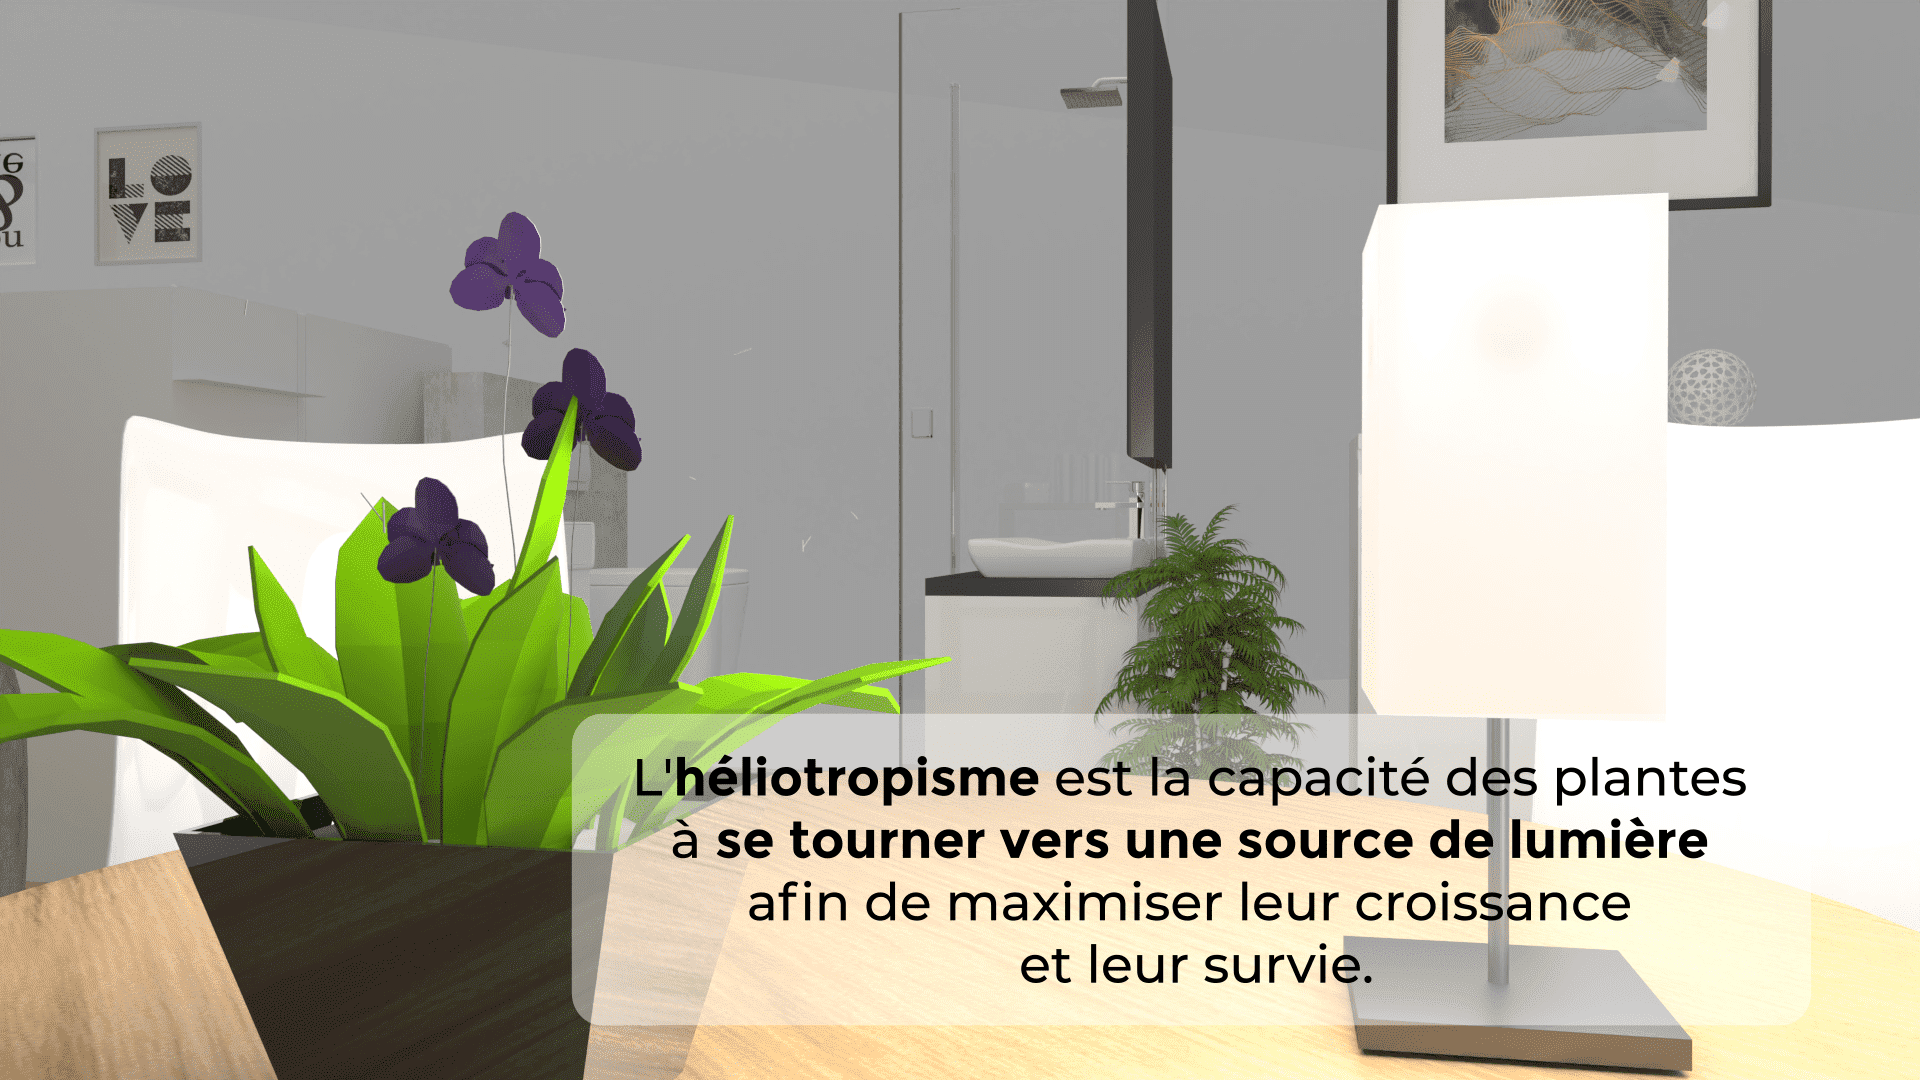 LO
VE
L'héliotropisme est la capacité des plantes
à se tourner vers une source de lumière
afin de maximiser leur croissance
et leur survie.